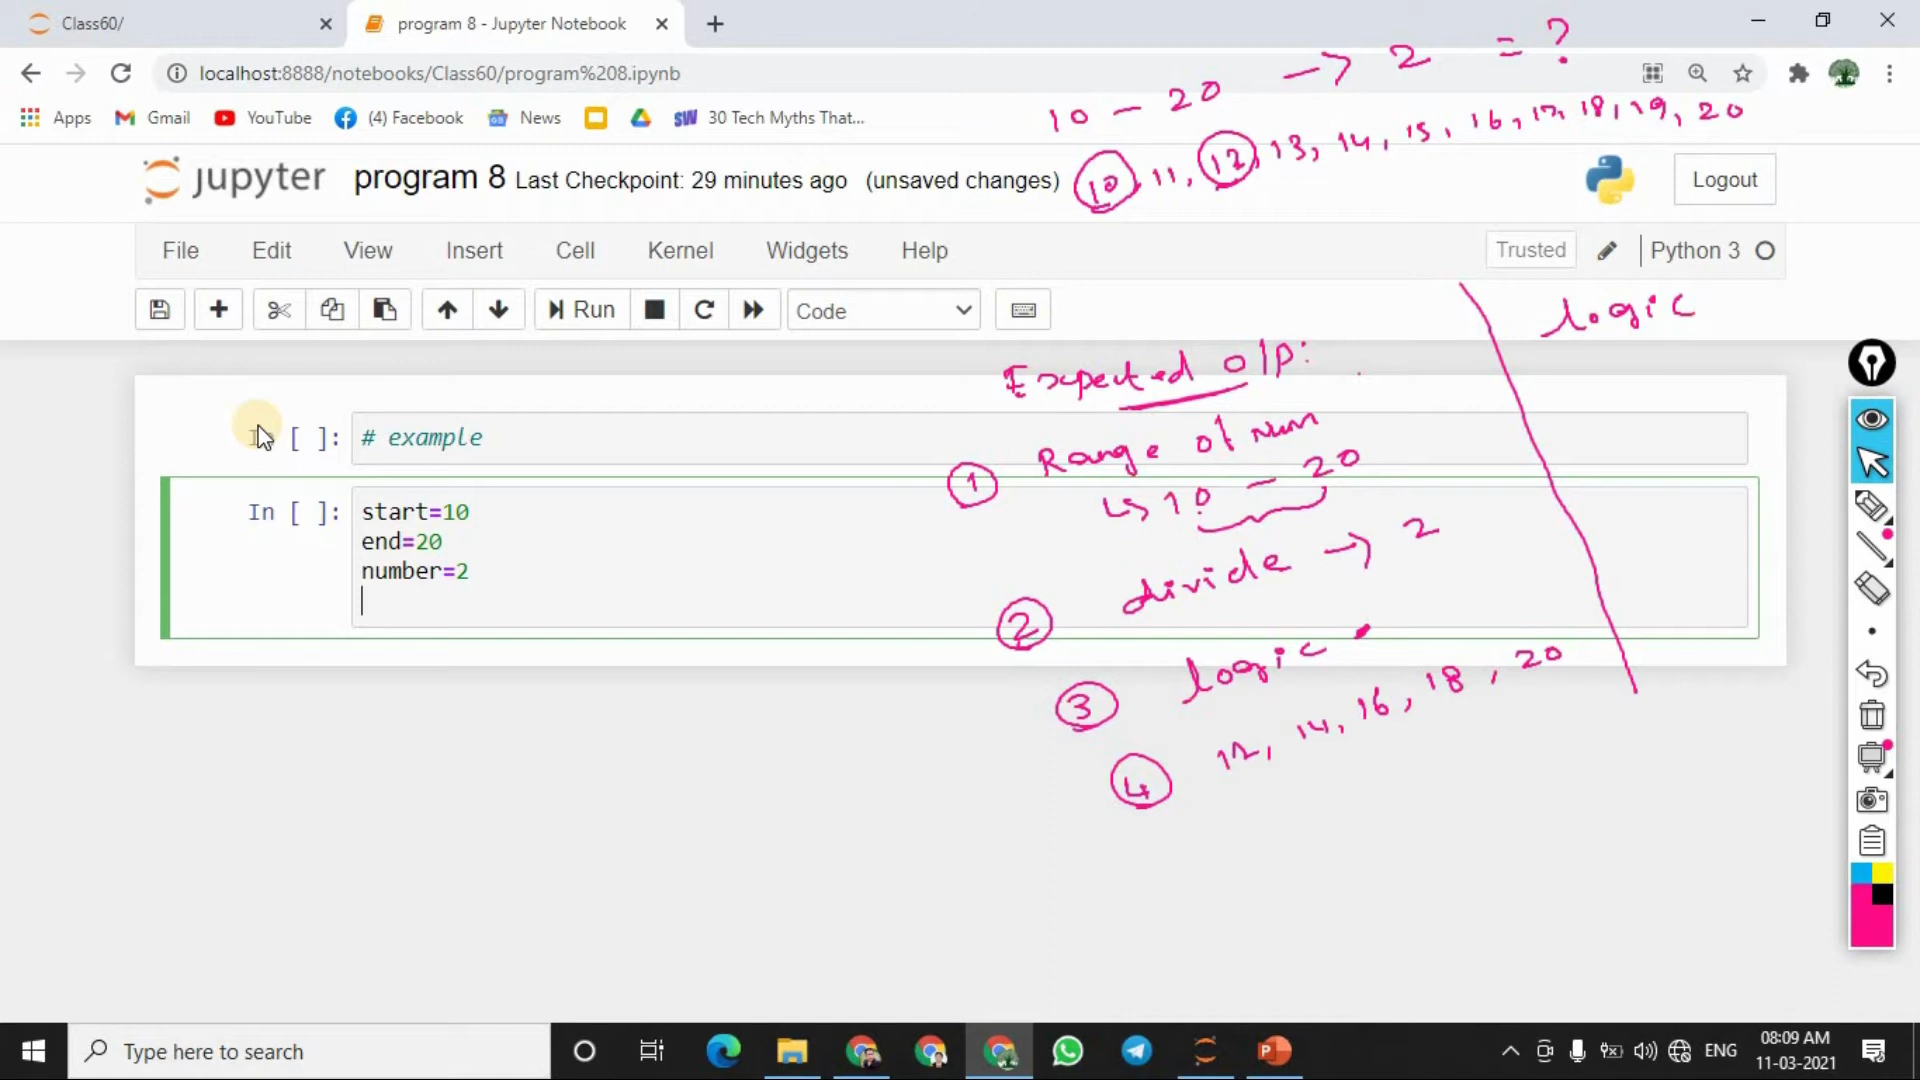 Class60/
program 8 - Jupyter Notebook
localhost:8888/notebooks/Class60/program%208.ipynb
Apps
Gmail
YouTube
(4) Facebook
News
SW
30 Tech Myths That...
10 - 20 → 2 = ?
10, 11, 12, 13, 14, 15, 16, 17, 18, 19, 20
jupyter
program 8 Last Checkpoint: 29 minutes ago (unsaved changes)
Logout
File
Edit
View
Insert
Cell
Kernel
Widgets
Help
Trusted
Python 3
Run
Code
logic
Expected o/p:
In [ ]:
# example
1 Range of num
↳ 10 - 20
In [ ]:
start=10
end=20
number=2
2 divide → 2
3 logic
4 12, 14, 16, 18, 20
Type here to search
ENG
08:09 AM
11-03-2021